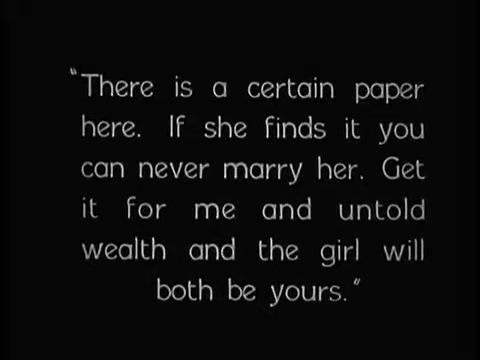 "There is a certain paper
here. If she finds it you
can never marry her. Get
it for me and untold
wealth and the girl will
both be yours."